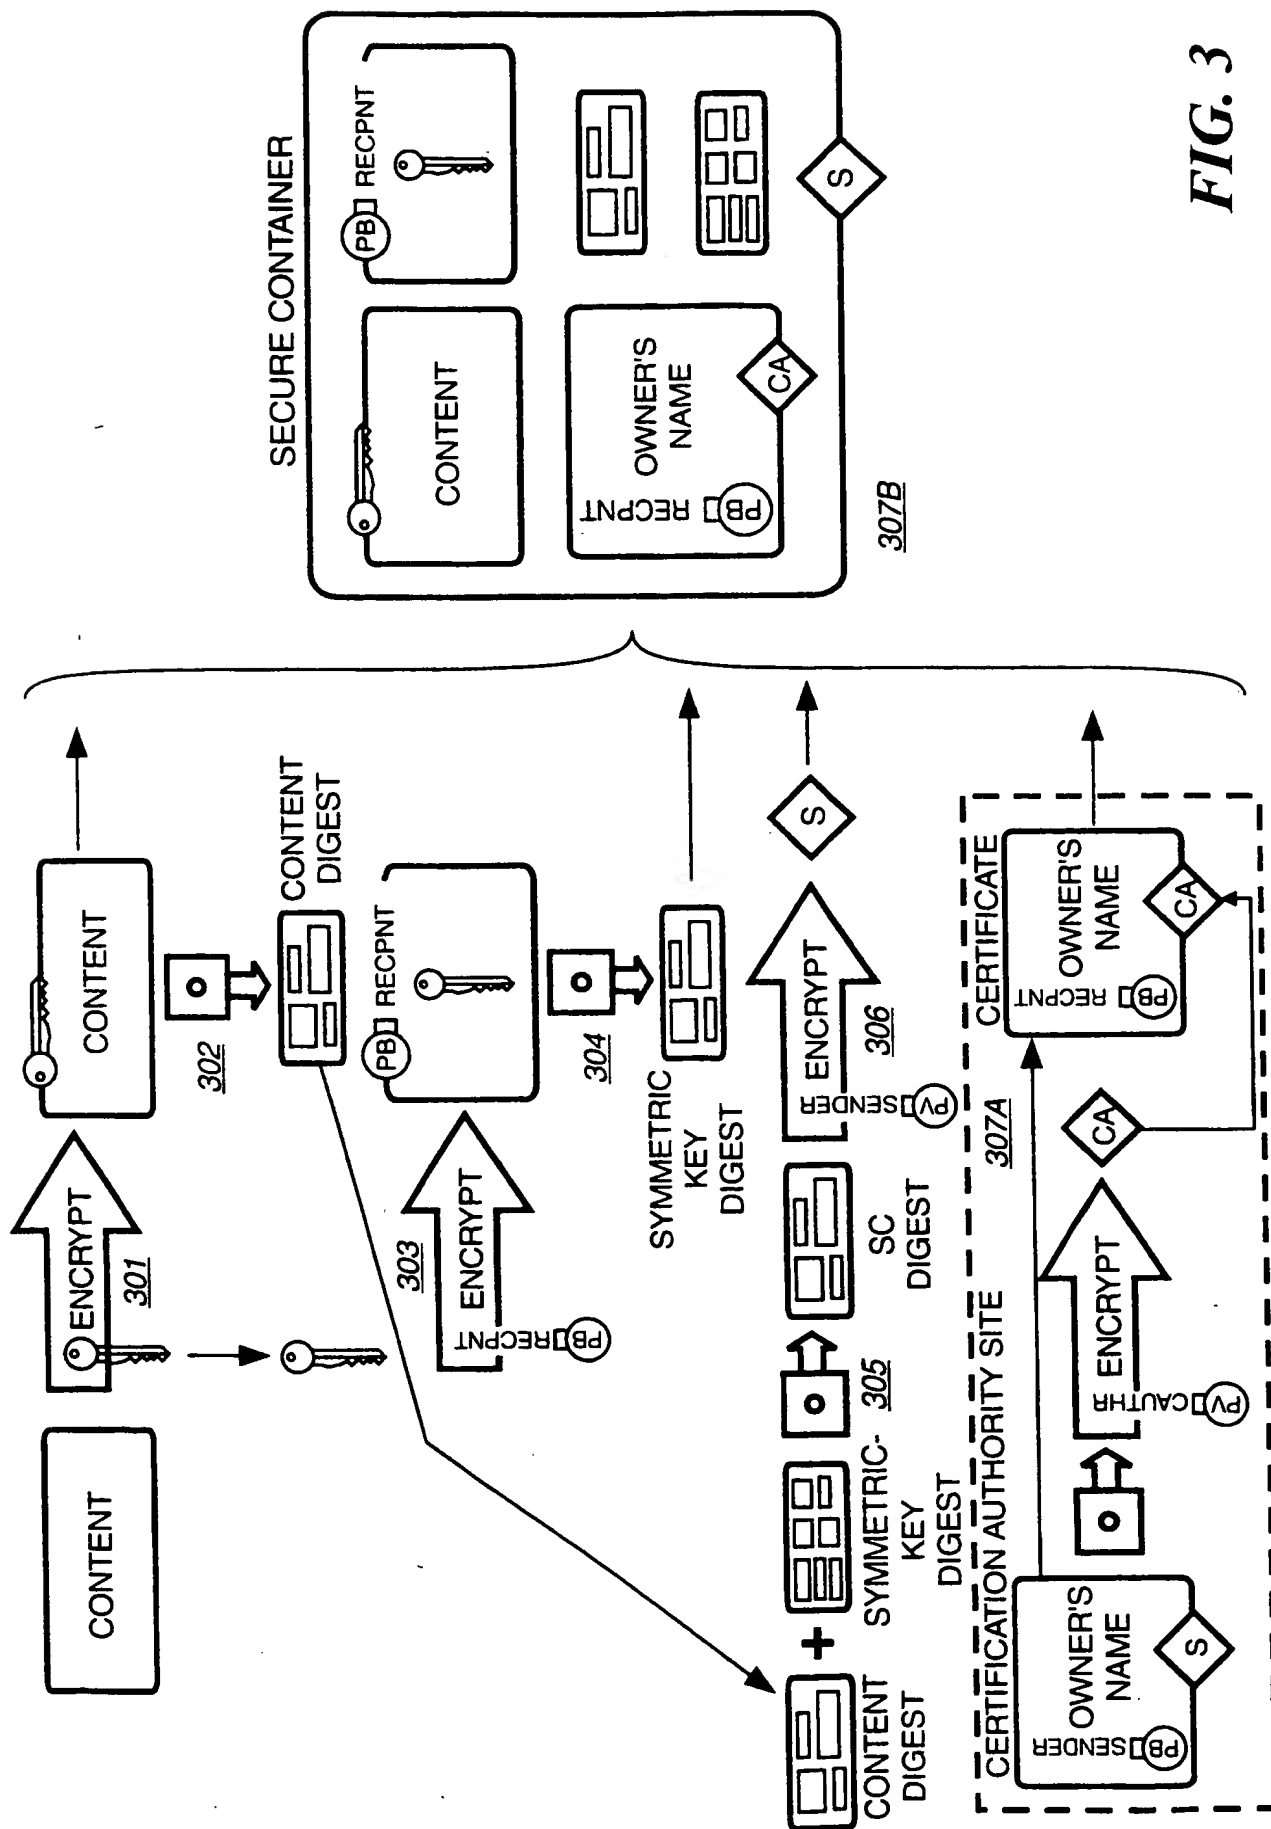 CONTENT
ENCRYPT
301
CONTENT
302
CONTENT
DIGEST
303
ENCRYPT
PB RECPNT
PB RECPNT
304
SYMMETRIC
KEY
DIGEST
CONTENT
DIGEST
+
SYMMETRIC-
KEY
DIGEST
305
SC
DIGEST
ENCRYPT
PV SENDER
306
S
CERTIFICATION AUTHORITY SITE
307A
PB SENDER
OWNER'S
NAME
S
ENCRYPT
PV CAUTHR
CA
CERTIFICATE
PB RECPNT
OWNER'S
NAME
CA
SECURE CONTAINER
CONTENT
PB RECPNT
PB RECPNT
OWNER'S
NAME
CA
S
307B
FIG. 3